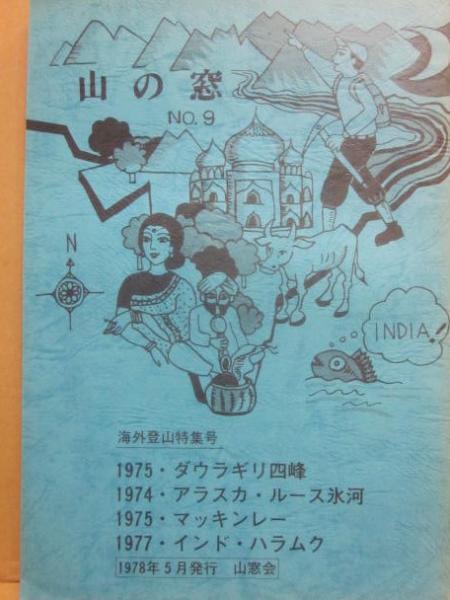 山の窓
NO.9
N
INDIA!
海外登山特集号
1975・ダウラギリ四峰
1974・アラスカ・ルース氷河
1975・マッキンレー
1977・インド・ハラムク
1978年5月発行 山窓会